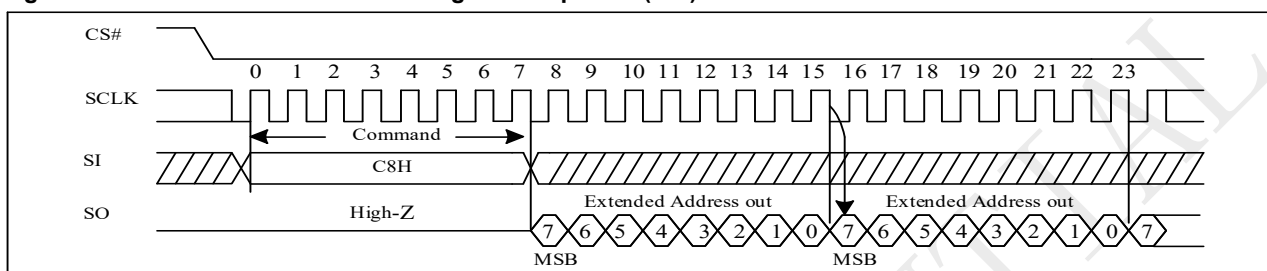 CS#
0 1 2 3 4 5 6 7 8 9 10 11 12 13 14 15 16 17 18 19 20 21 22 23
SCLK
Command
SI
C8H
Extended Address out Extended Address out
SO
High-Z
7 6 5 4 3 2 1 0 7 6 5 4 3 2 1 0 7
MSB MSB